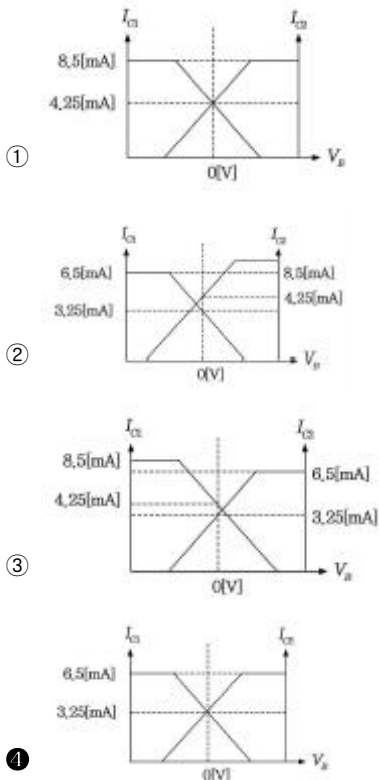 I_C1 I_C2
8,5[mA]
4,25[mA]
① V_B
0[V]
I_C1 I_C2
6,5[mA] 8,5[mA]
4,25[mA]
3,25[mA]
② V_B
0[V]
I_C1 I_C2
8,5[mA] 6,5[mA]
4,25[mA] 3,25[mA]
③ V_B
0[V]
I_C1 I_C2
6,5[mA]
3,25[mA]
❹ V_B
0[V]